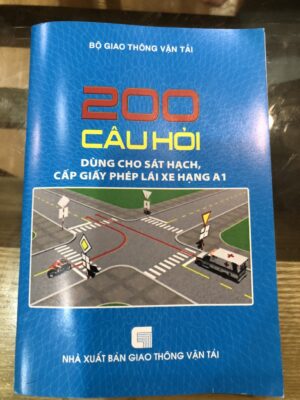 BỘ GIAO THÔNG VẬN TẢI
200
CÂU HỎI
DÙNG CHO SÁT HẠCH,
CẤP GIẤY PHÉP LÁI XE HẠNG A1
NHÀ XUẤT BẢN GIAO THÔNG VẬN TẢI